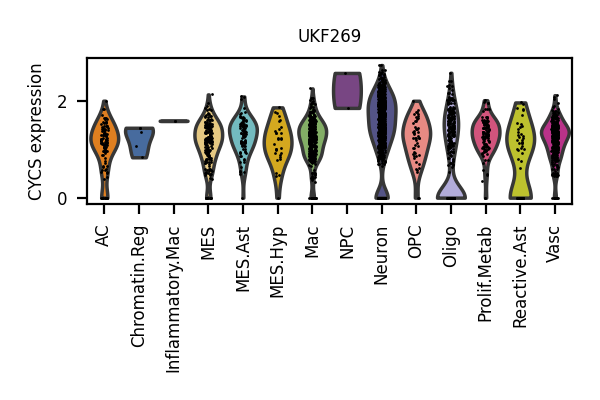 UKF269
CYCS expression
2
0
AC
Chromatin.Reg
Inflammatory.Mac
MES
MES.Ast
MES.Hyp
Mac
NPC
Neuron
OPC
Oligo
Prolif.Metab
Reactive.Ast
Vasc